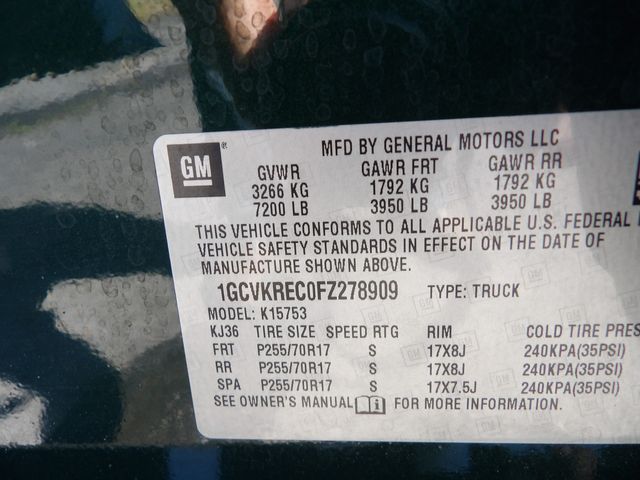 MFD BY GENERAL MOTORS LLC
GM
GVWR GAWR FRT GAWR RR
3266 KG 1792 KG 1792 KG
7200 LB 3950 LB 3950 LB
THIS VEHICLE CONFORMS TO ALL APPLICABLE U.S. FEDERAL
VEHICLE SAFETY STANDARDS IN EFFECT ON THE DATE OF
MANUFACTURE SHOWN ABOVE.
1GCVKREC0FZ278909 TYPE: TRUCK
MODEL: K15753
KJ36 TIRE SIZE SPEED RTG RIM COLD TIRE PRES
FRT P255/70R17 S 17X8J 240KPA(35PSI)
RR P255/70R17 S 17X8J 240KPA(35PSI)
SPA P255/70R17 S 17X7.5J 240KPA(35PSI)
SEE OWNER'S MANUAL FOR MORE INFORMATION.